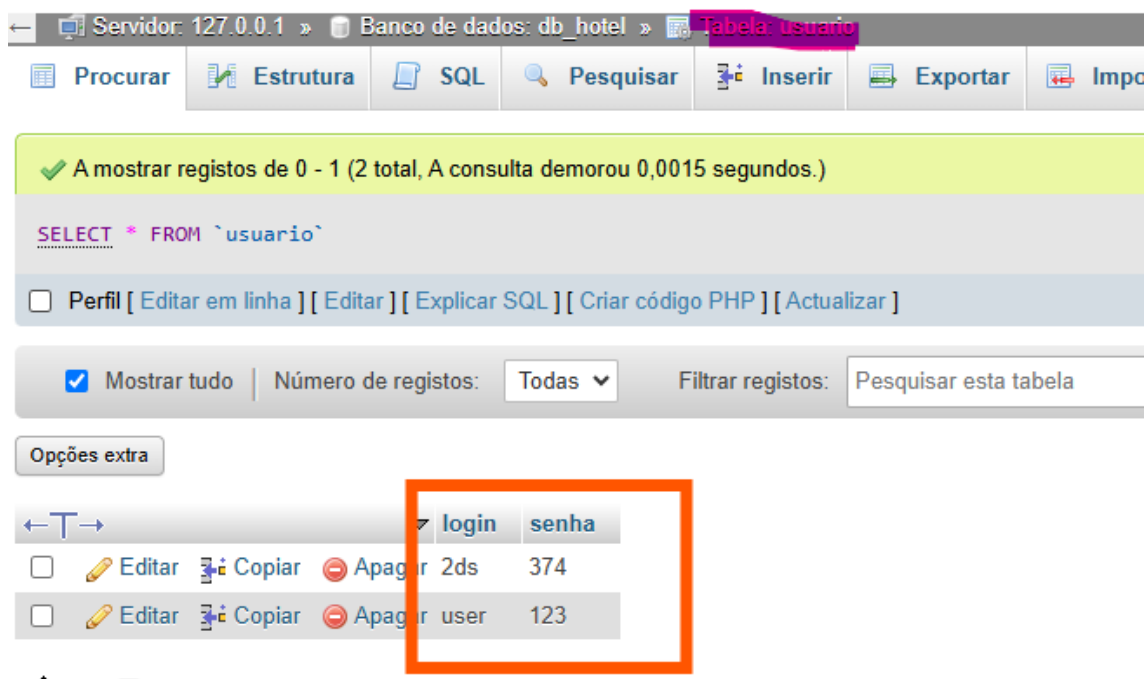 ← Servidor: 127.0.0.1 » Banco de dados: db_hotel » Tabela: usuario
Procurar Estrutura SQL Pesquisar Inserir Exportar Impo
A mostrar registos de 0 - 1 (2 total, A consulta demorou 0,0015 segundos.)
SELECT * FROM `usuario`
Perfil [ Editar em linha ] [ Editar ] [ Explicar SQL ] [ Criar código PHP ] [ Actualizar ]
Mostrar tudo | Número de registos: Todas Filtrar registos: Pesquisar esta tabela
Opções extra
←T→ login senha
Editar Copiar Apagar 2ds 374
Editar Copiar Apagar user 123